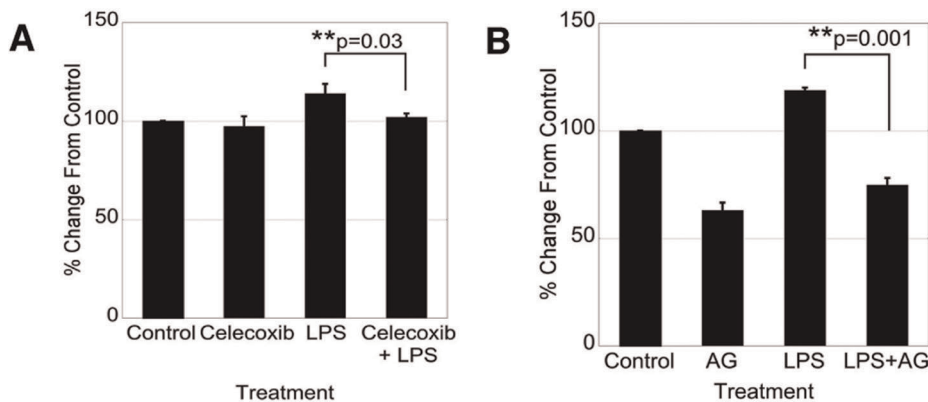 A
% Change From Control
150
100
50
0
**p=0.03
Control Celecoxib LPS Celecoxib
+ LPS
Treatment
B
% Change From Control
150
100
50
0
**p=0.001
Control AG LPS LPS+AG
Treatment